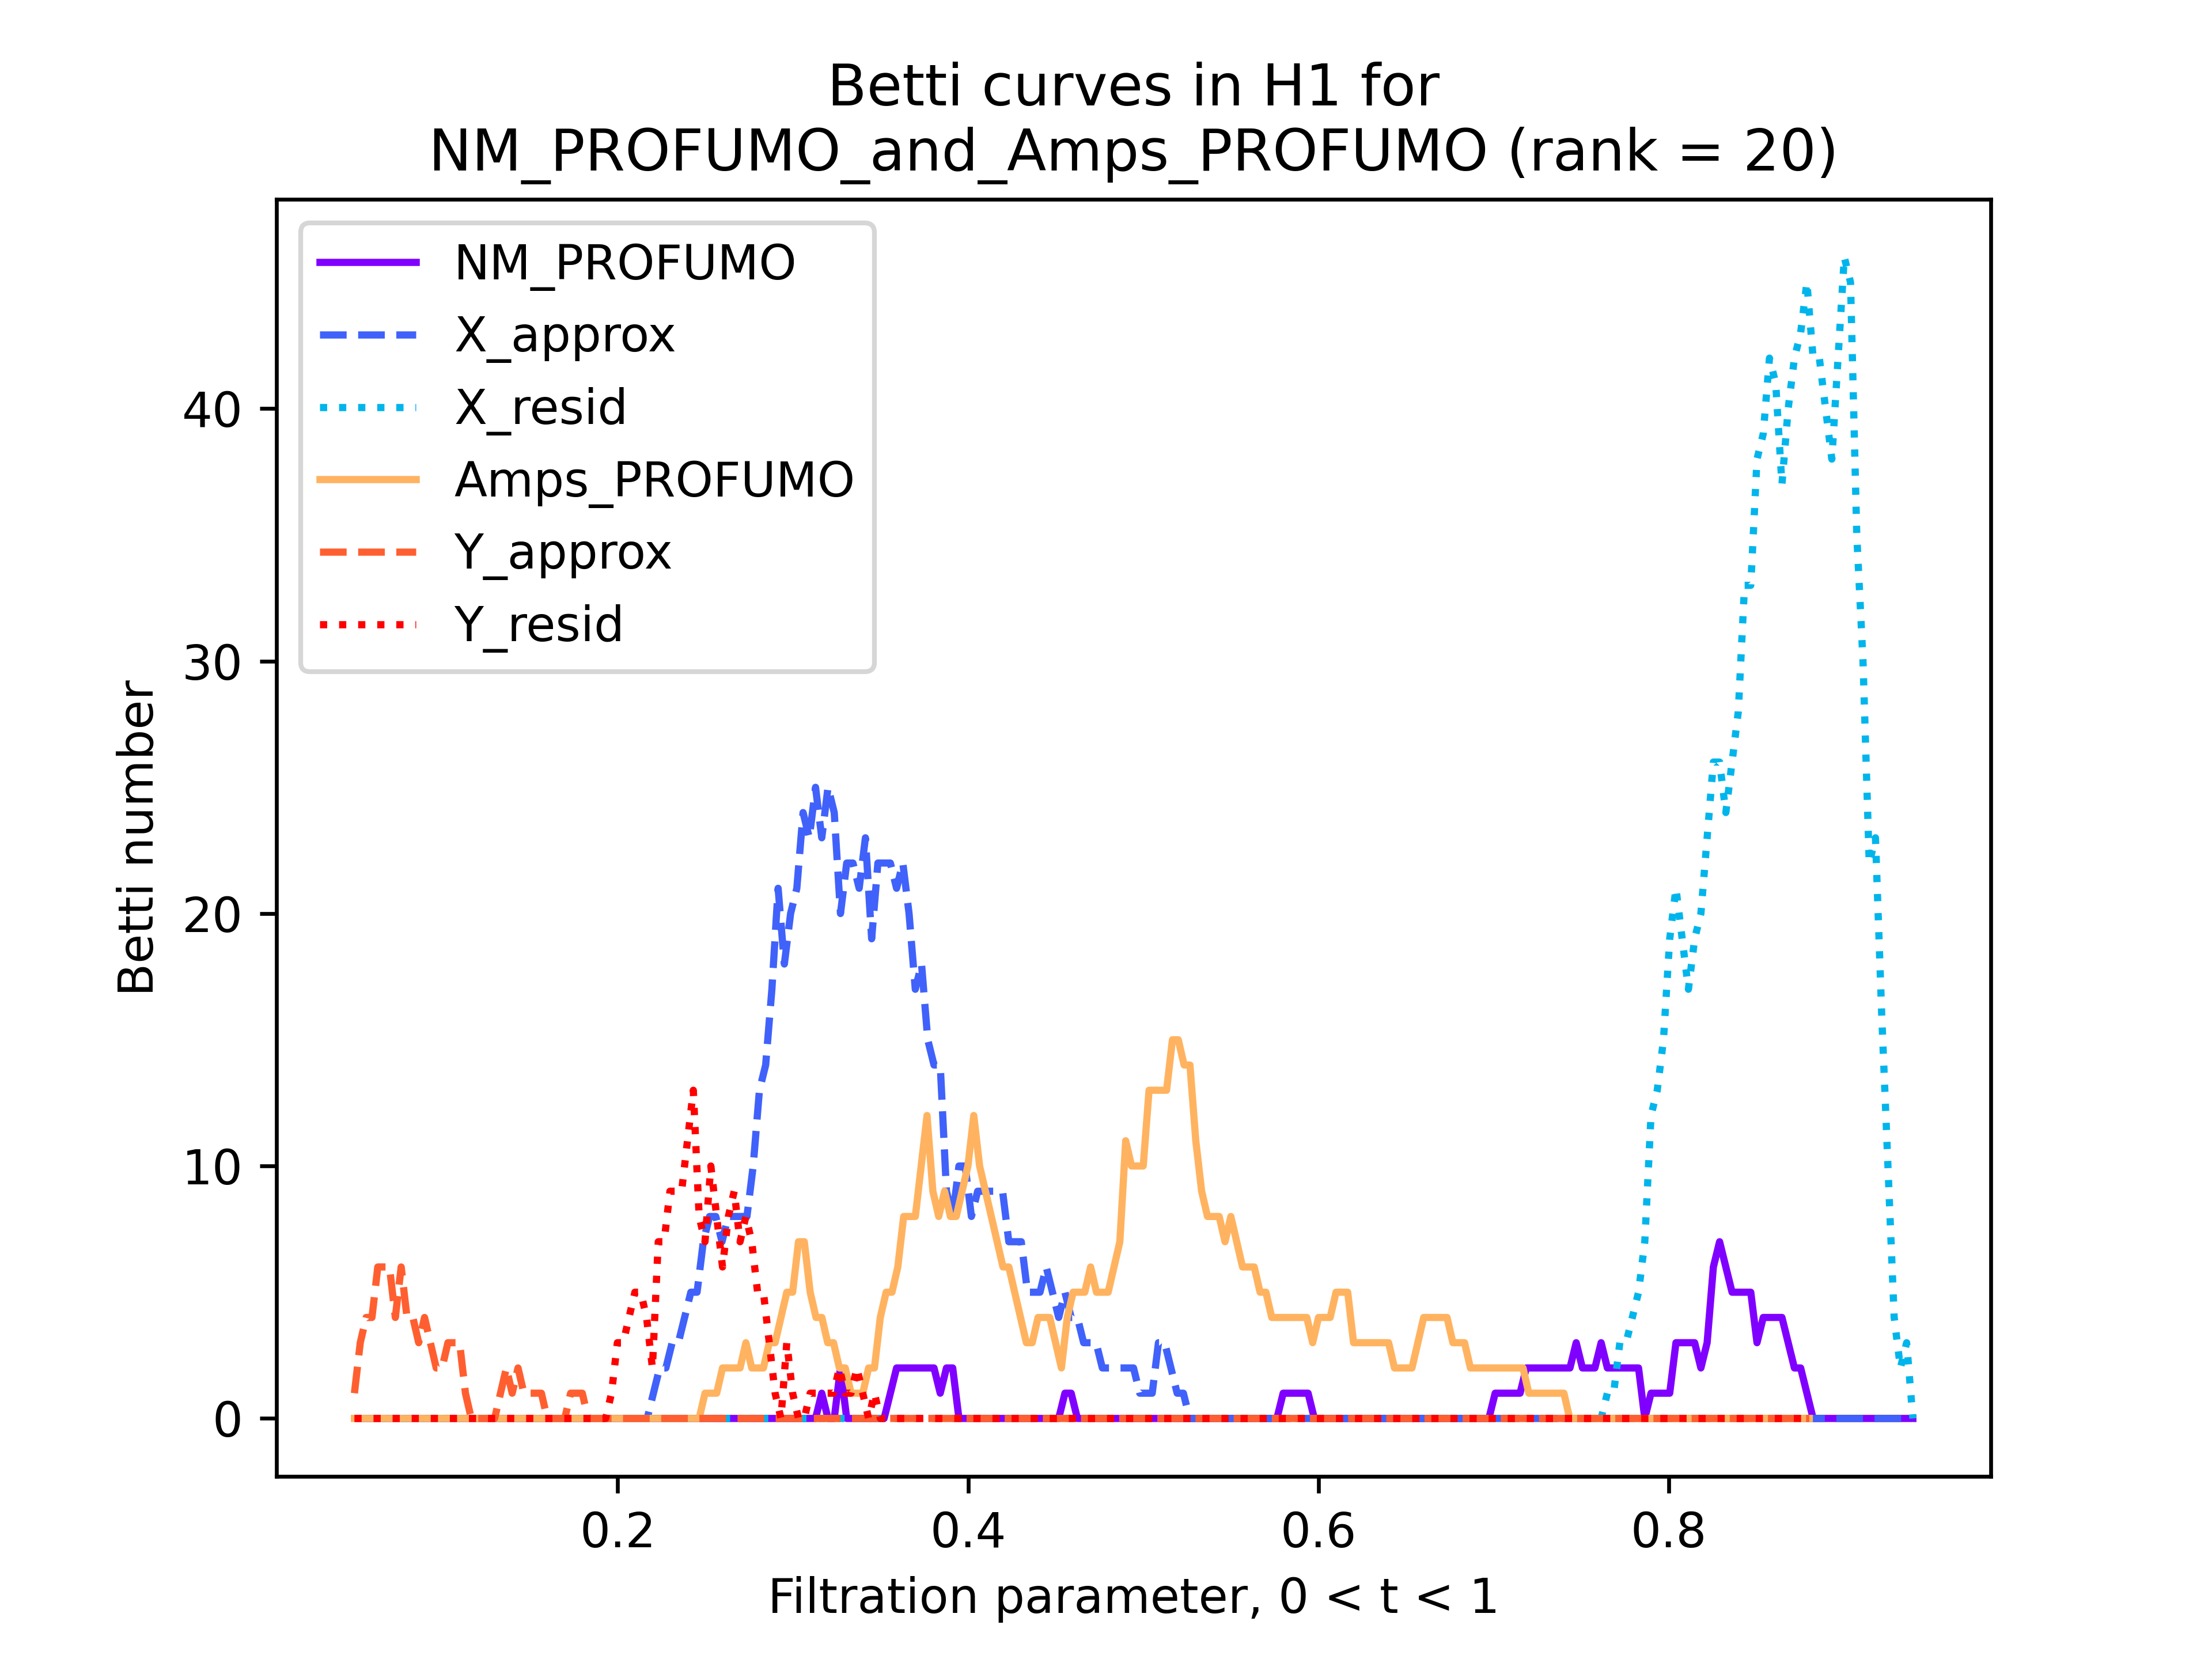 Betti curves in H1 for
NM_PROFUMO_and_Amps_PROFUMO (rank = 20)
NM_PROFUMO
X_approx
X_resid
Amps_PROFUMO
Y_approx
Y_resid
Betti number
40
30
20
10
0
0.2 0.4 0.6 0.8
Filtration parameter, 0 < t < 1